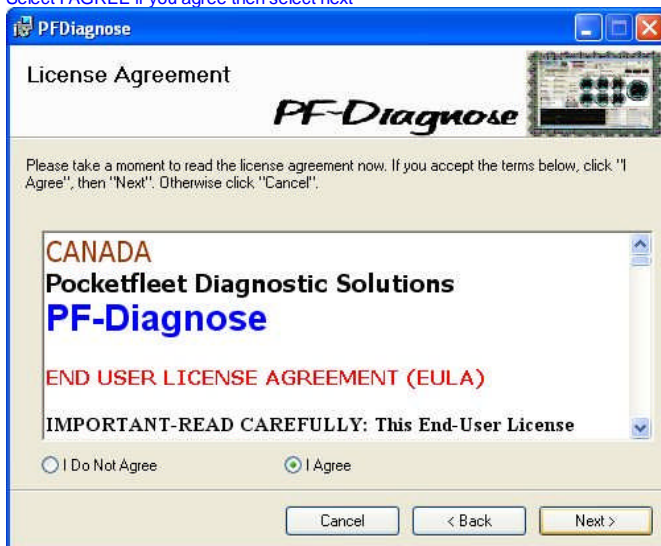 Select I AGREE if you agree then select next
PFDiagnose
License Agreement
PF-Diagnose
Please take a moment to read the license agreement now. If you accept the terms below, click "I
Agree", then "Next". Otherwise click "Cancel".
CANADA
Pocketfleet Diagnostic Solutions
PF-Diagnose
END USER LICENSE AGREEMENT (EULA)
IMPORTANT-READ CAREFULLY: This End-User License
I Do Not Agree
I Agree
Cancel
< Back
Next >